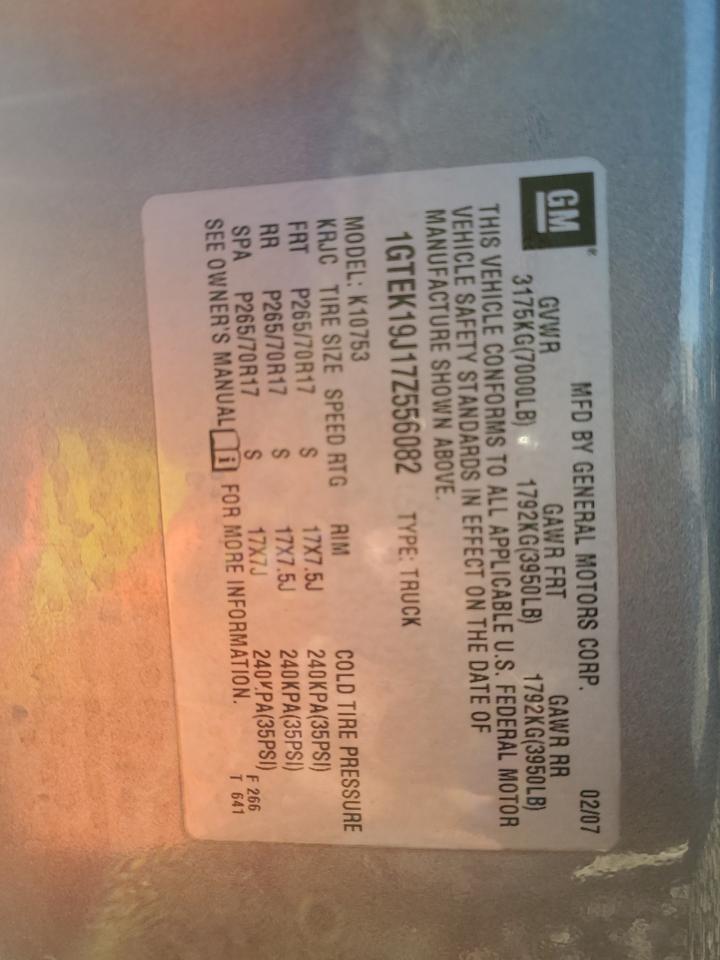 GM®
MFD BY GENERAL MOTORS CORP. 02/07
GVWR GAWR FRT GAWR RR
3175KG(7000LB) 1792KG(3950LB) 1792KG(3950LB)
THIS VEHICLE CONFORMS TO ALL APPLICABLE U.S. FEDERAL MOTOR
VEHICLE SAFETY STANDARDS IN EFFECT ON THE DATE OF
MANUFACTURE SHOWN ABOVE.
1GTEK19J17Z556082 TYPE: TRUCK
MODEL: K10753
KRJC TIRE SIZE SPEED RTG RIM COLD TIRE PRESSURE
FRT P265/70R17 S 17X7.5J 240KPA(35PSI)
RR P265/70R17 S 17X7.5J 240KPA(35PSI)
SPA P265/70R17 S 17X7J 240KPA(35PSI)
SEE OWNER'S MANUAL i FOR MORE INFORMATION.
F 266
T 641